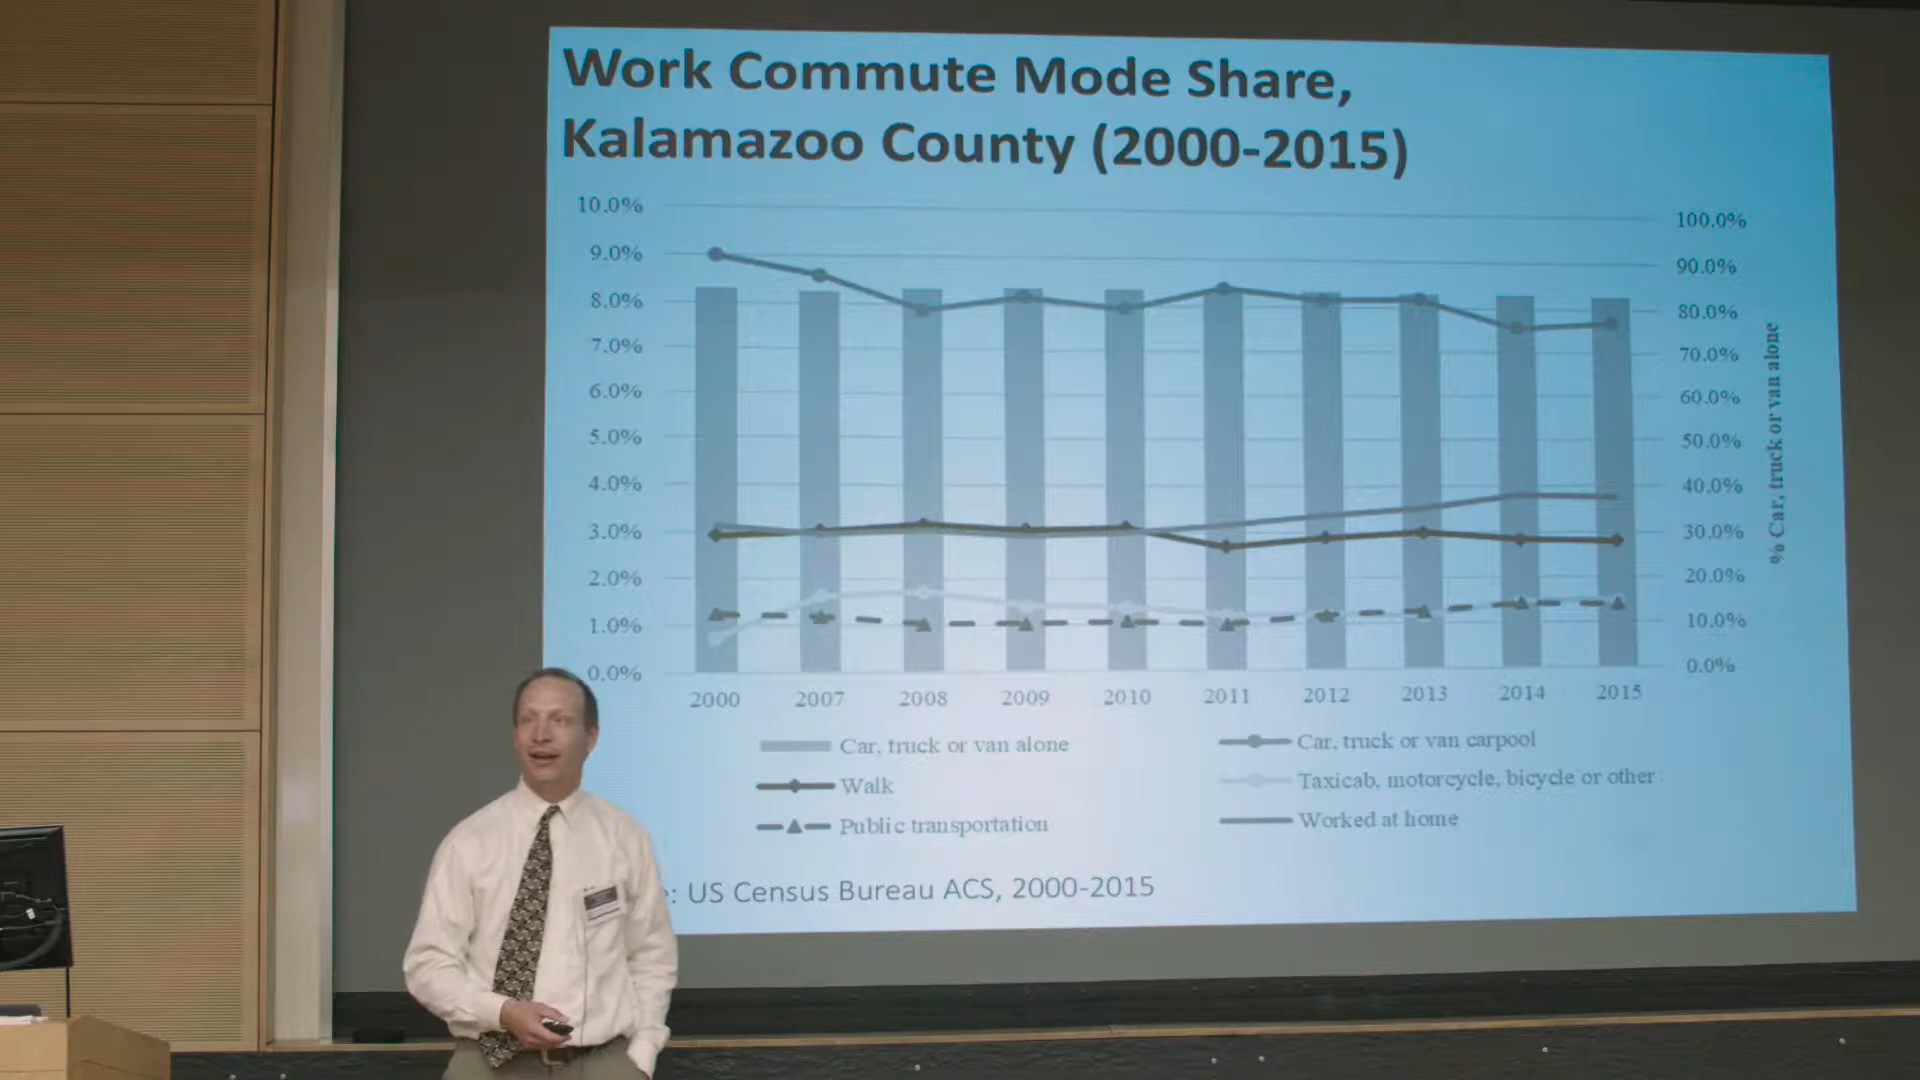 Work Commute Mode Share,
Kalamazoo County (2000-2015)
10.0%
9.0%
8.0%
7.0%
6.0%
5.0%
4.0%
3.0%
2.0%
1.0%
0.0%
100.0%
90.0%
80.0%
70.0%
60.0%
50.0%
40.0%
30.0%
20.0%
10.0%
0.0%
% Car, truck or van alone
2000 2007 2008 2009 2010 2011 2012 2013 2014 2015
Car, truck or van alone
Car, truck or van carpool
Walk
Taxicab, motorcycle, bicycle or other
Public transportation
Worked at home
: US Census Bureau ACS, 2000-2015